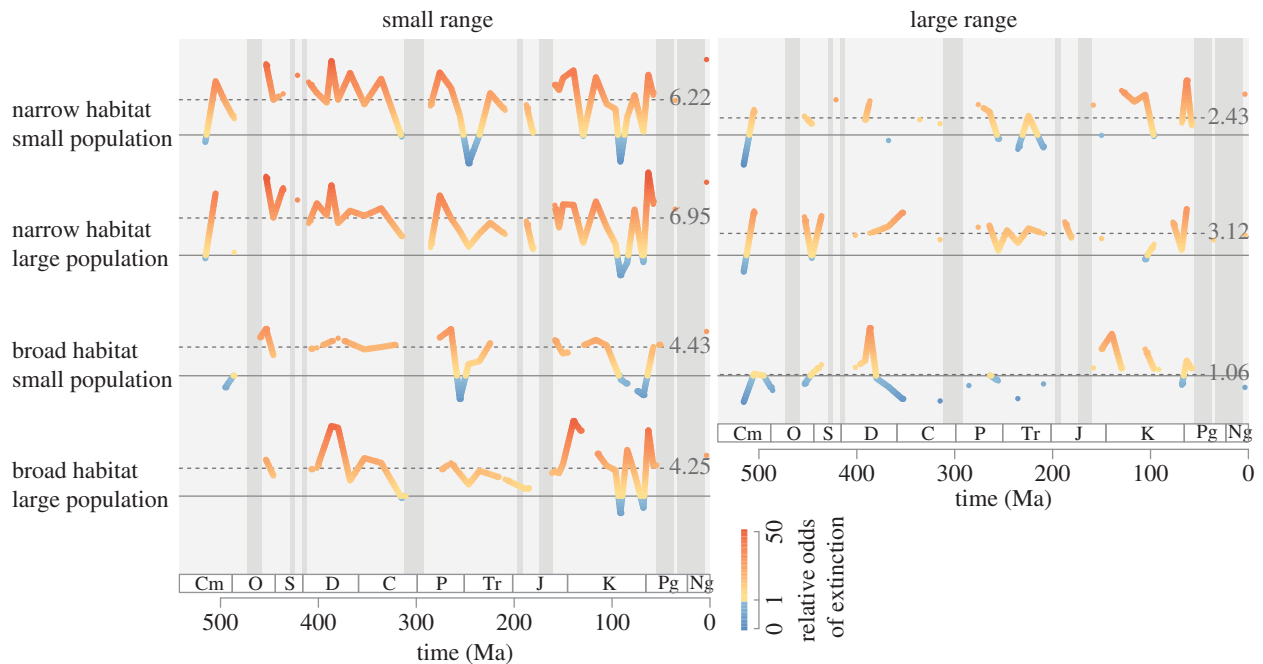 small range
large range
narrow habitat
small population
6.22
2.43
narrow habitat
large population
6.95
3.12
broad habitat
small population
4.43
1.06
broad habitat
large population
4.25
Cm O S D C P Tr J K Pg Ng
500 400 300 200 100 0
time (Ma)
Cm O S D C P Tr J K Pg Ng
500 400 300 200 100 0
time (Ma)
0 1 50
relative odds
of extinction